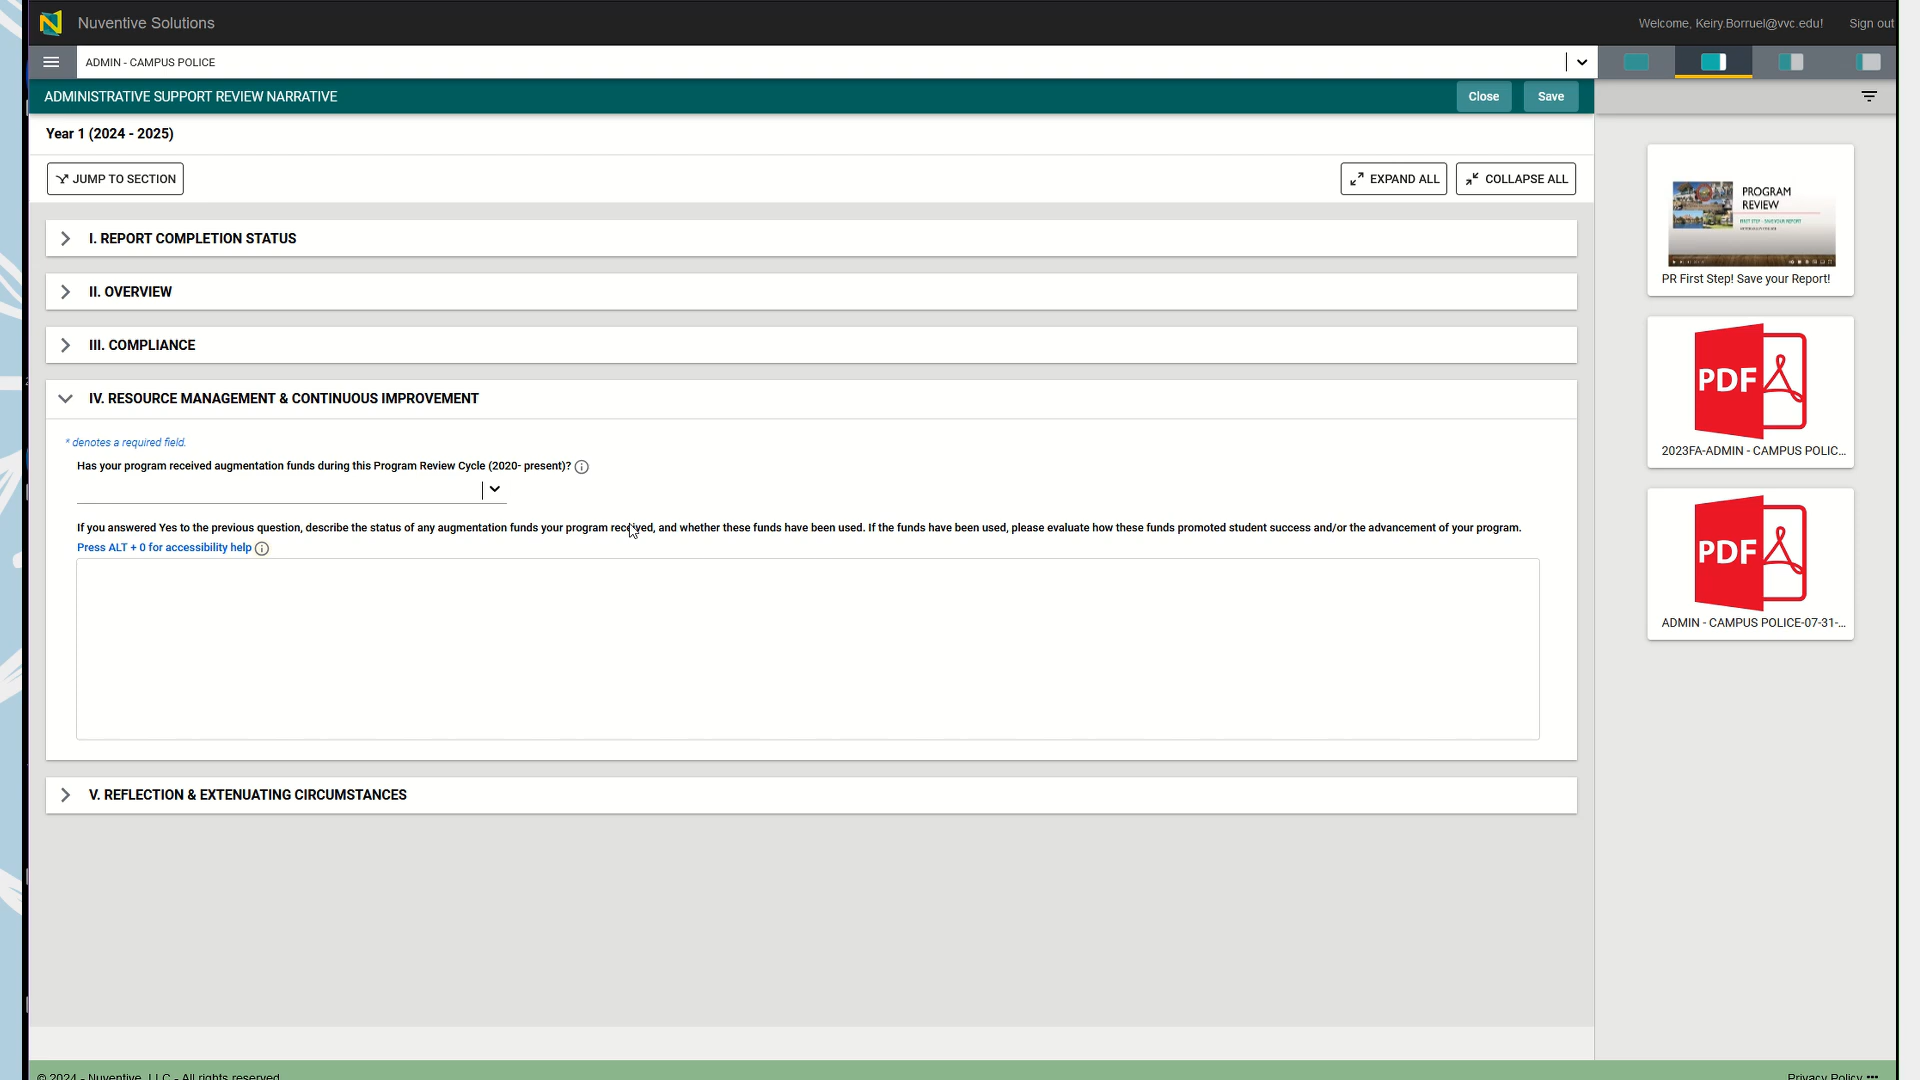 Nuventive Solutions
Welcome, Keiry.Borruel@vvc.edu! Sign out
ADMIN - CAMPUS POLICE
ADMINISTRATIVE SUPPORT REVIEW NARRATIVE
Close Save
Year 1 (2024 - 2025)
JUMP TO SECTION
EXPAND ALL COLLAPSE ALL
I. REPORT COMPLETION STATUS
II. OVERVIEW
III. COMPLIANCE
IV. RESOURCE MANAGEMENT & CONTINUOUS IMPROVEMENT
* denotes a required field.
Has your program received augmentation funds during this Program Review Cycle (2020- present)?
If you answered Yes to the previous question, describe the status of any augmentation funds your program received, and whether these funds have been used. If the funds have been used, please evaluate how these funds promoted student success and/or the advancement of your program.
Press ALT + 0 for accessibility help
V. REFLECTION & EXTENUATING CIRCUMSTANCES
PROGRAM
REVIEW
FIRST STEP - SAVE YOUR REPORT!
PR First Step! Save your Report!
PDF
2023FA-ADMIN - CAMPUS POLIC...
PDF
ADMIN - CAMPUS POLICE-07-31-...
© 2024 - Nuventive, LLC - All rights reserved
Privacy Policy